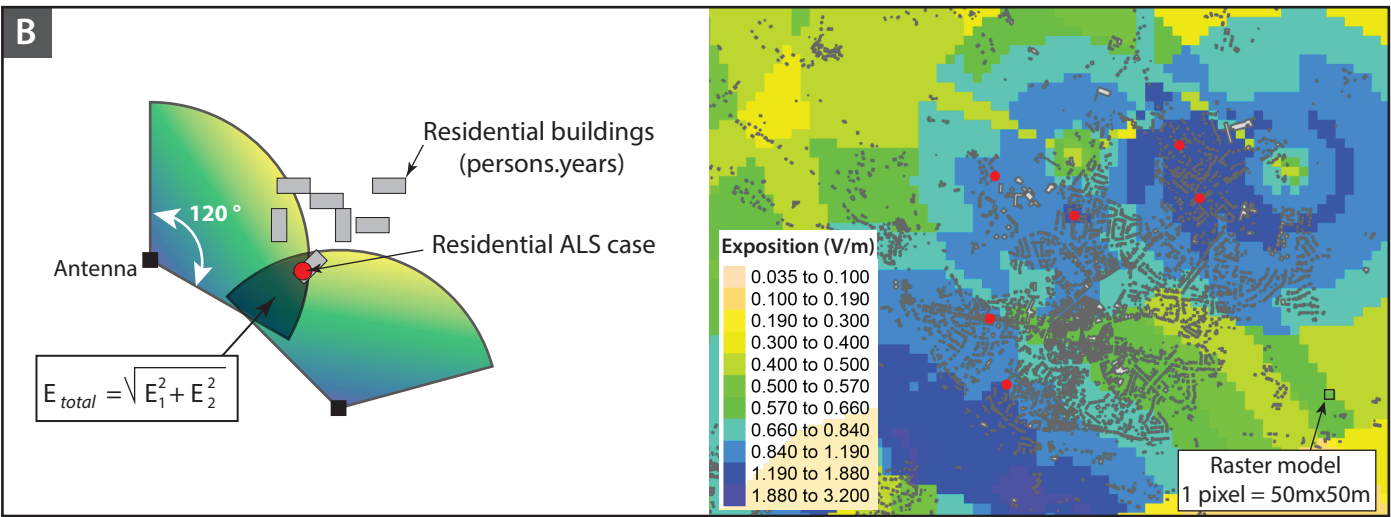 B
Residential buildings
(persons.years)
120 °
Residential ALS case
Antenna
E total = √E₁² + E₂²
Exposition (V/m)
0.035 to 0.100
0.100 to 0.190
0.190 to 0.300
0.300 to 0.400
0.400 to 0.500
0.500 to 0.570
0.570 to 0.660
0.660 to 0.840
0.840 to 1.190
1.190 to 1.880
1.880 to 3.200
Raster model
1 pixel = 50mx50m